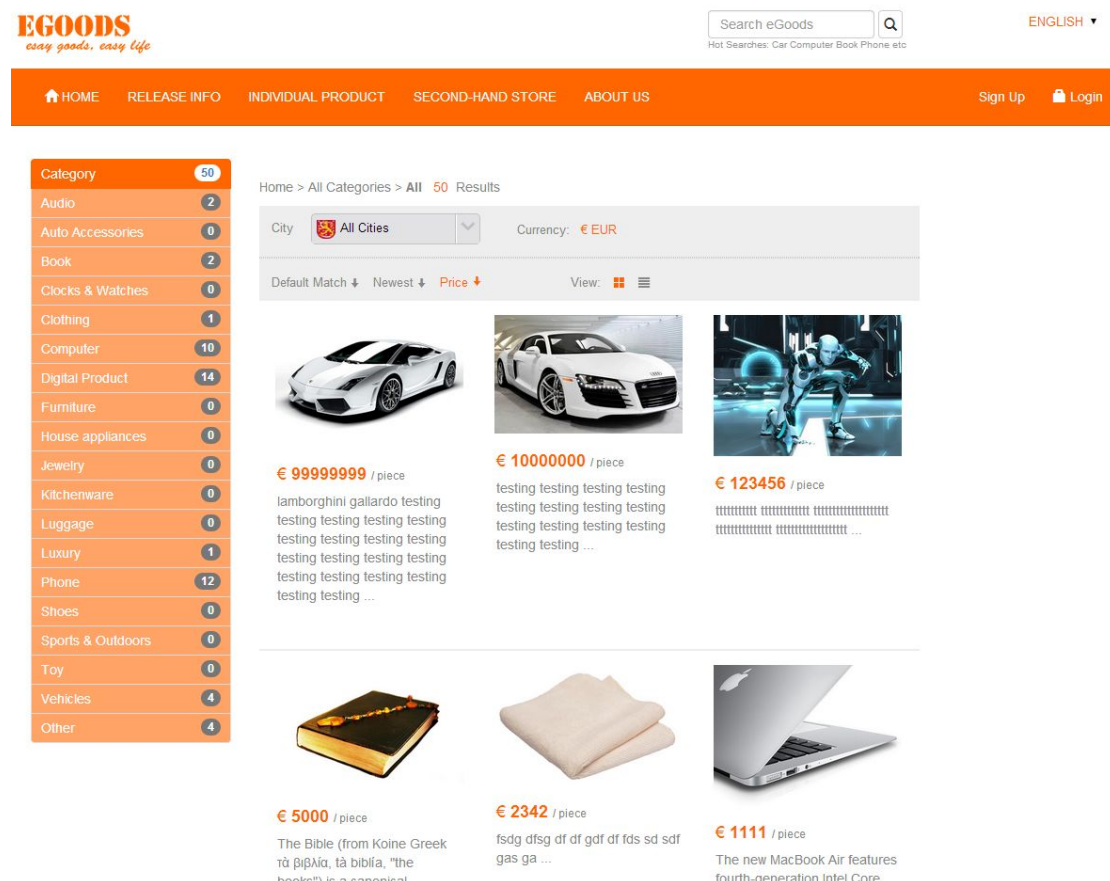 EGOODS
esay goods, easy life
Search eGoods
Hot Searches: Car Computer Book Phone etc
ENGLISH
HOME RELEASE INFO INDIVIDUAL PRODUCT SECOND-HAND STORE ABOUT US Sign Up Login
Category 50
Audio 2
Auto Accessories 0
Book 2
Clocks & Watches 0
Clothing 1
Computer 10
Digital Product 14
Furniture 0
House appliances 0
Jewelry 0
Kitchenware 0
Luggage 0
Luxury 1
Phone 12
Shoes 0
Sports & Outdoors 0
Toy 0
Vehicles 4
Other 4
Home > All Categories > All 50 Results
City All Cities Currency: € EUR
Default Match Newest Price View:
€ 99999999 / piece
lamborghini gallardo testing
testing testing testing testing
testing testing testing testing
testing testing testing testing
testing testing testing testing
testing testing ...
€ 10000000 / piece
testing testing testing testing
testing testing testing testing
testing testing testing testing
testing testing ...
€ 123456 / piece
€ 5000 / piece
The Bible (from Koine Greek
τὰ βιβλία, tà biblía, "the
books") is a canonical
€ 2342 / piece
fsdg dfsg df df gdf df fds sd sdf
gas ga ...
€ 1111 / piece
The new MacBook Air features
fourth-generation Intel Core